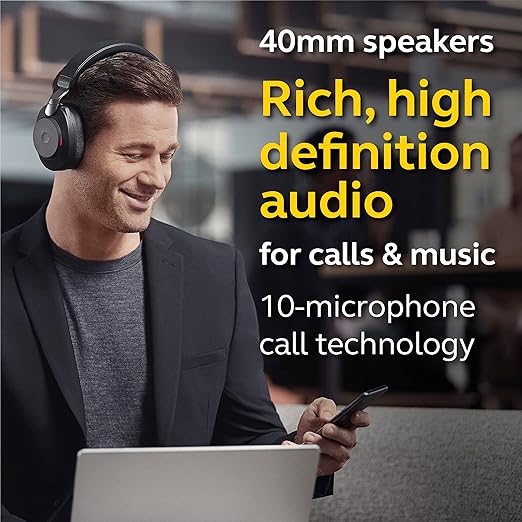 40mm speakers
Rich, high
definition
audio
for calls & music
10-microphone
call technology